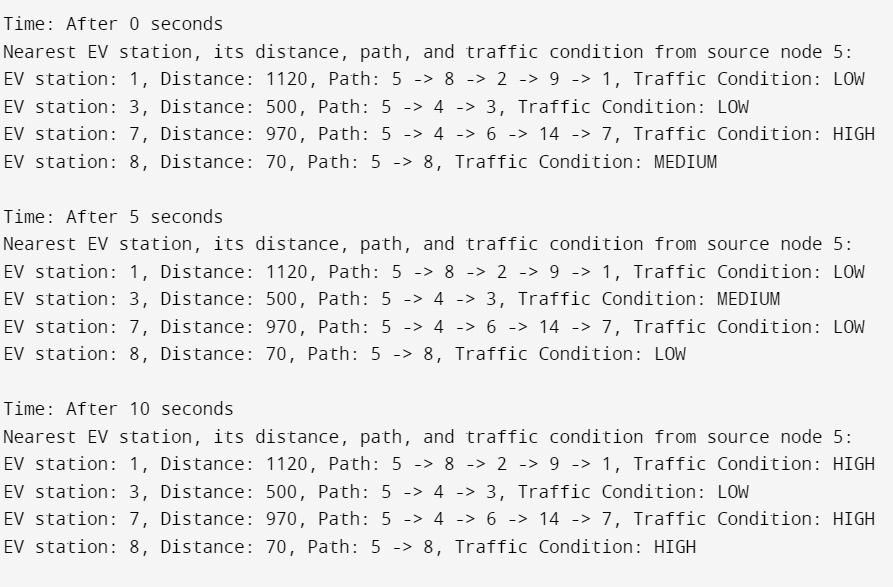 Time: After 0 seconds
Nearest EV station, its distance, path, and traffic condition from source node 5:
EV station: 1, Distance: 1120, Path: 5 -> 8 -> 2 -> 9 -> 1, Traffic Condition: LOW
EV station: 3, Distance: 500, Path: 5 -> 4 -> 3, Traffic Condition: LOW
EV station: 7, Distance: 970, Path: 5 -> 4 -> 6 -> 14 -> 7, Traffic Condition: HIGH
EV station: 8, Distance: 70, Path: 5 -> 8, Traffic Condition: MEDIUM
Time: After 5 seconds
Nearest EV station, its distance, path, and traffic condition from source node 5:
EV station: 1, Distance: 1120, Path: 5 -> 8 -> 2 -> 9 -> 1, Traffic Condition: LOW
EV station: 3, Distance: 500, Path: 5 -> 4 -> 3, Traffic Condition: MEDIUM
EV station: 7, Distance: 970, Path: 5 -> 4 -> 6 -> 14 -> 7, Traffic Condition: LOW
EV station: 8, Distance: 70, Path: 5 -> 8, Traffic Condition: LOW
Time: After 10 seconds
Nearest EV station, its distance, path, and traffic condition from source node 5:
EV station: 1, Distance: 1120, Path: 5 -> 8 -> 2 -> 9 -> 1, Traffic Condition: HIGH
EV station: 3, Distance: 500, Path: 5 -> 4 -> 3, Traffic Condition: LOW
EV station: 7, Distance: 970, Path: 5 -> 4 -> 6 -> 14 -> 7, Traffic Condition: HIGH
EV station: 8, Distance: 70, Path: 5 -> 8, Traffic Condition: HIGH